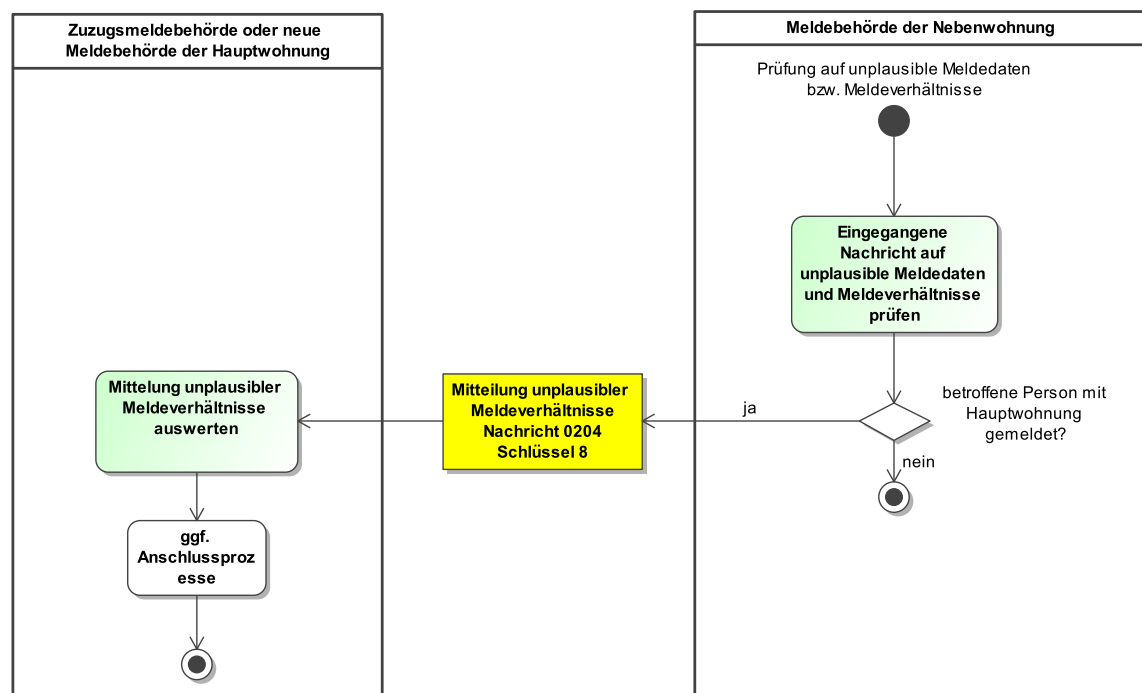 Zuzugsmeldebehörde oder neue
Meldebehörde der Hauptwohnung
Meldebehörde der Nebenwohnung
Prüfung auf unplausible Meldedaten
bzw. Meldeverhältnisse
Eingegangene
Nachricht auf
unplausible Meldedaten
und Meldeverhältnisse
prüfen
betroffene Person mit
Hauptwohnung
gemeldet?
ja
nein
Mitteilung unplausibler
Meldeverhältnisse
Nachricht 0204
Schlüssel 8
Mittelung unplausibler
Meldeverhältnisse
auswerten
ggf.
Anschlussproz
esse